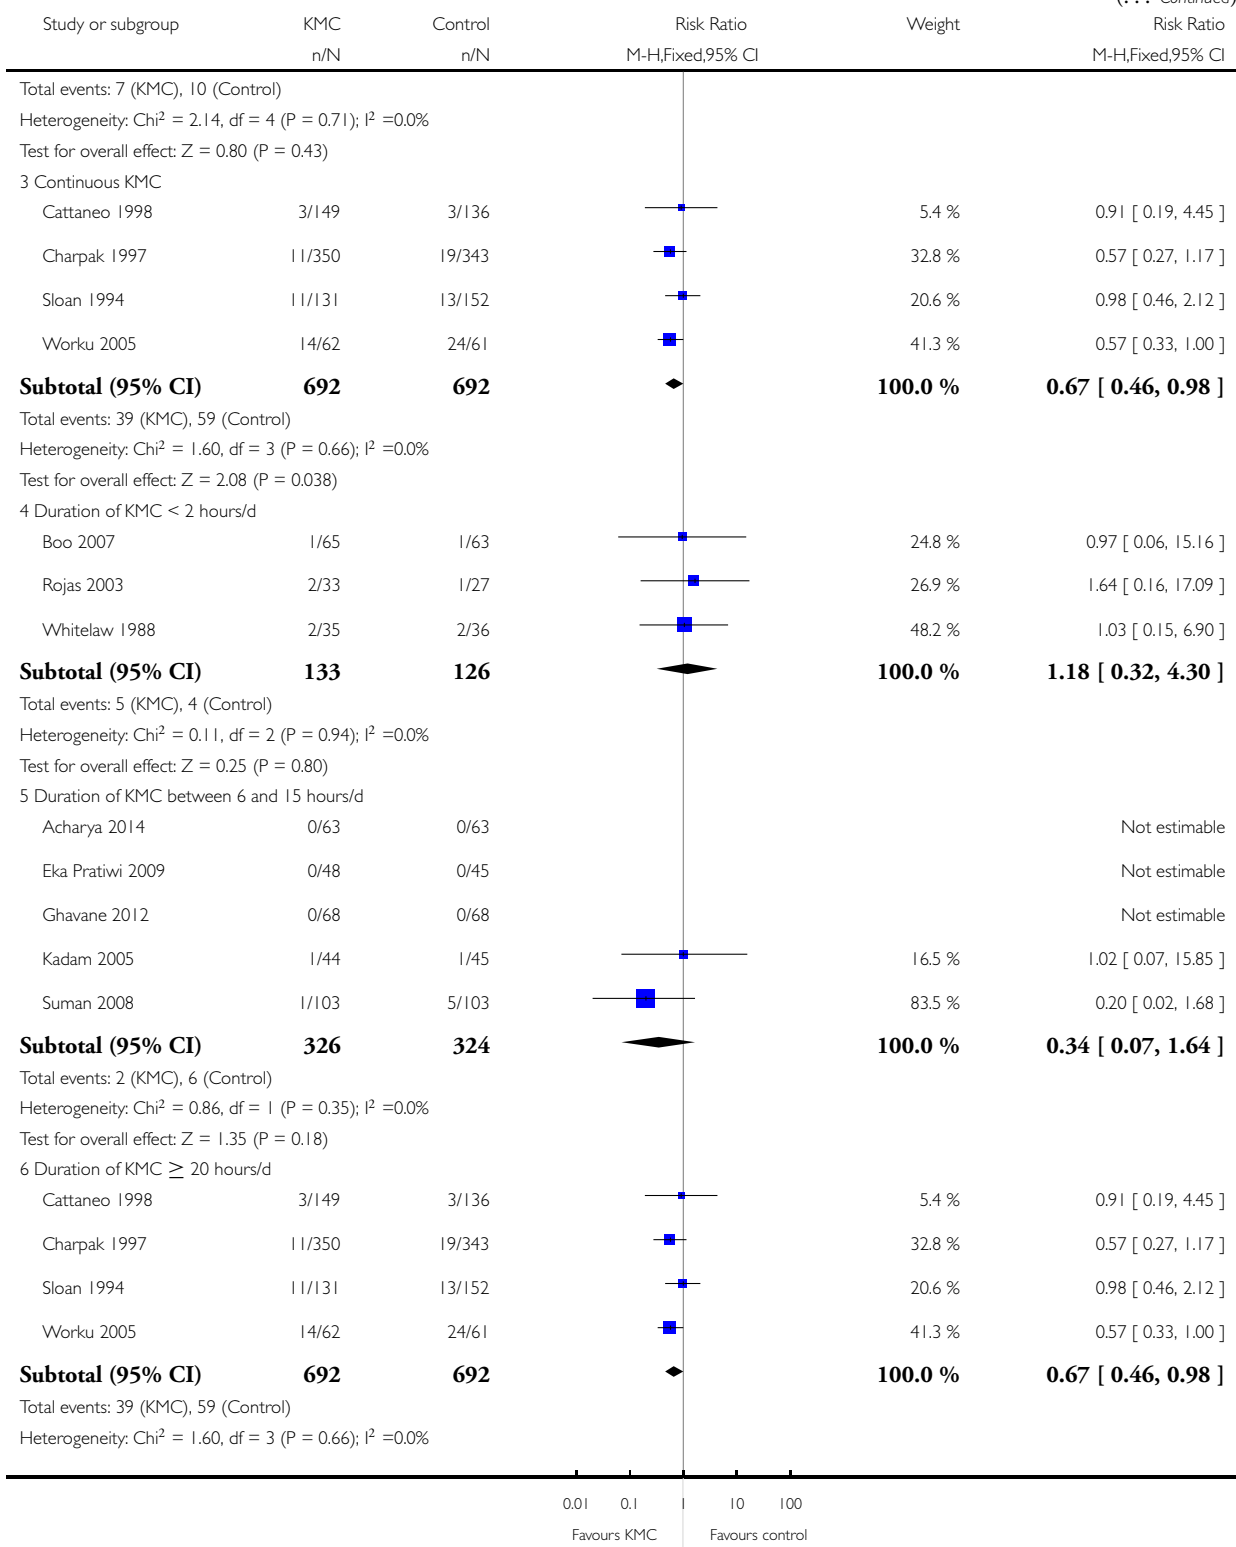 (... Continued)
Study or subgroup KMC Control Risk Ratio Weight Risk Ratio
n/N n/N M-H,Fixed,95% CI M-H,Fixed,95% CI
Total events: 7 (KMC), 10 (Control)
Heterogeneity: Chi² = 2.14, df = 4 (P = 0.71); I² =0.0%
Test for overall effect: Z = 0.80 (P = 0.43)
3 Continuous KMC
Cattaneo 1998 3/149 3/136 5.4 % 0.91 [ 0.19, 4.45 ]
Charpak 1997 11/350 19/343 32.8 % 0.57 [ 0.27, 1.17 ]
Sloan 1994 11/131 13/152 20.6 % 0.98 [ 0.46, 2.12 ]
Worku 2005 14/62 24/61 41.3 % 0.57 [ 0.33, 1.00 ]
Subtotal (95% CI) 692 692 100.0 % 0.67 [ 0.46, 0.98 ]
Total events: 39 (KMC), 59 (Control)
Heterogeneity: Chi² = 1.60, df = 3 (P = 0.66); I² =0.0%
Test for overall effect: Z = 2.08 (P = 0.038)
4 Duration of KMC < 2 hours/d
Boo 2007 1/65 1/63 24.8 % 0.97 [ 0.06, 15.16 ]
Rojas 2003 2/33 1/27 26.9 % 1.64 [ 0.16, 17.09 ]
Whitelaw 1988 2/35 2/36 48.2 % 1.03 [ 0.15, 6.90 ]
Subtotal (95% CI) 133 126 100.0 % 1.18 [ 0.32, 4.30 ]
Total events: 5 (KMC), 4 (Control)
Heterogeneity: Chi² = 0.11, df = 2 (P = 0.94); I² =0.0%
Test for overall effect: Z = 0.25 (P = 0.80)
5 Duration of KMC between 6 and 15 hours/d
Acharya 2014 0/63 0/63 Not estimable
Eka Pratiwi 2009 0/48 0/45 Not estimable
Ghavane 2012 0/68 0/68 Not estimable
Kadam 2005 1/44 1/45 16.5 % 1.02 [ 0.07, 15.85 ]
Suman 2008 1/103 5/103 83.5 % 0.20 [ 0.02, 1.68 ]
Subtotal (95% CI) 326 324 100.0 % 0.34 [ 0.07, 1.64 ]
Total events: 2 (KMC), 6 (Control)
Heterogeneity: Chi² = 0.86, df = 1 (P = 0.35); I² =0.0%
Test for overall effect: Z = 1.35 (P = 0.18)
6 Duration of KMC ≥ 20 hours/d
Cattaneo 1998 3/149 3/136 5.4 % 0.91 [ 0.19, 4.45 ]
Charpak 1997 11/350 19/343 32.8 % 0.57 [ 0.27, 1.17 ]
Sloan 1994 11/131 13/152 20.6 % 0.98 [ 0.46, 2.12 ]
Worku 2005 14/62 24/61 41.3 % 0.57 [ 0.33, 1.00 ]
Subtotal (95% CI) 692 692 100.0 % 0.67 [ 0.46, 0.98 ]
Total events: 39 (KMC), 59 (Control)
Heterogeneity: Chi² = 1.60, df = 3 (P = 0.66); I² =0.0%
0.01 0.1 1 10 100
Favours KMC Favours control